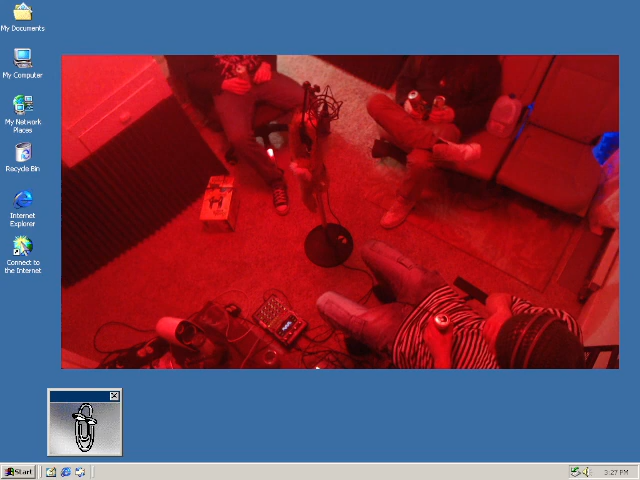 My Documents
My Computer
My Network
Places
Recycle Bin
Internet
Explorer
Connect to
the Internet
Start
3:27 PM